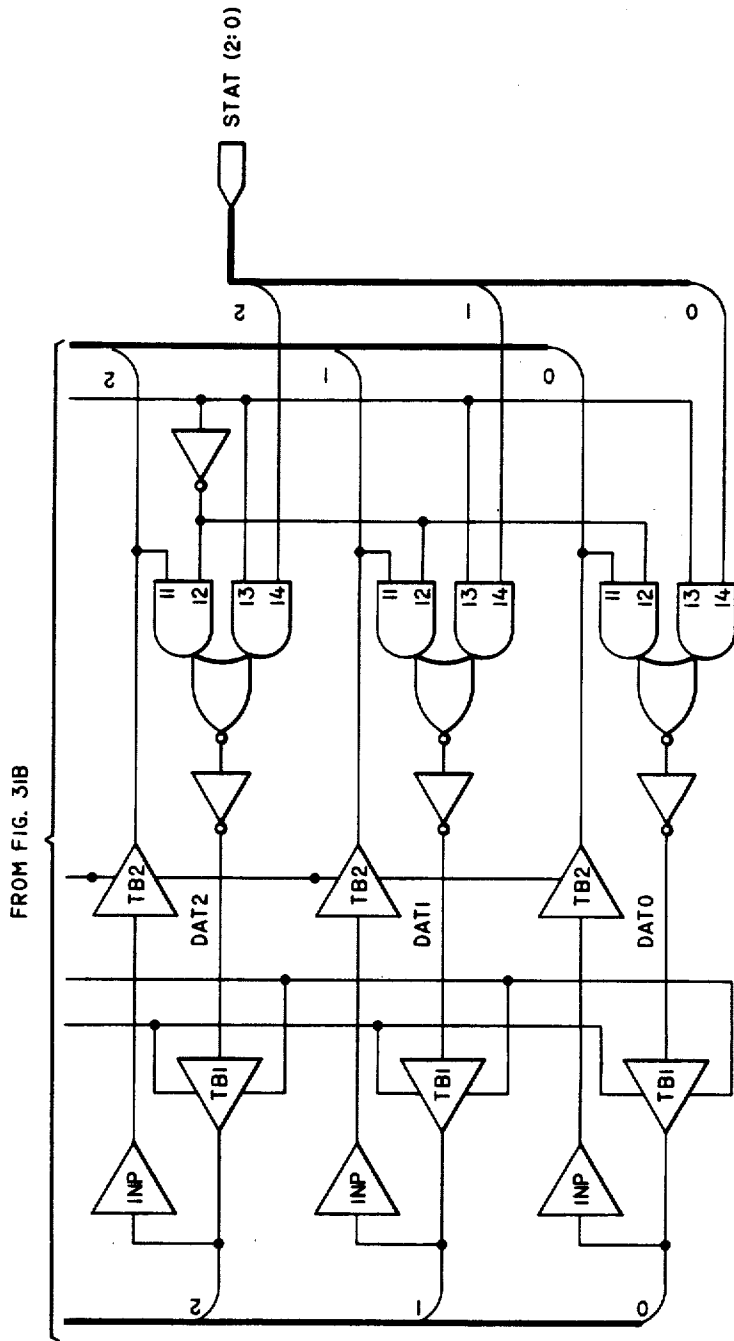 FROM FIG. 31B
2
INP
TB1
DAT2
TB2
11
12
13
14
2
2
STAT (2:0)
1
INP
TB1
DAT1
TB2
11
12
13
14
1
1
0
INP
TB1
DAT0
TB2
11
12
13
14
0
0